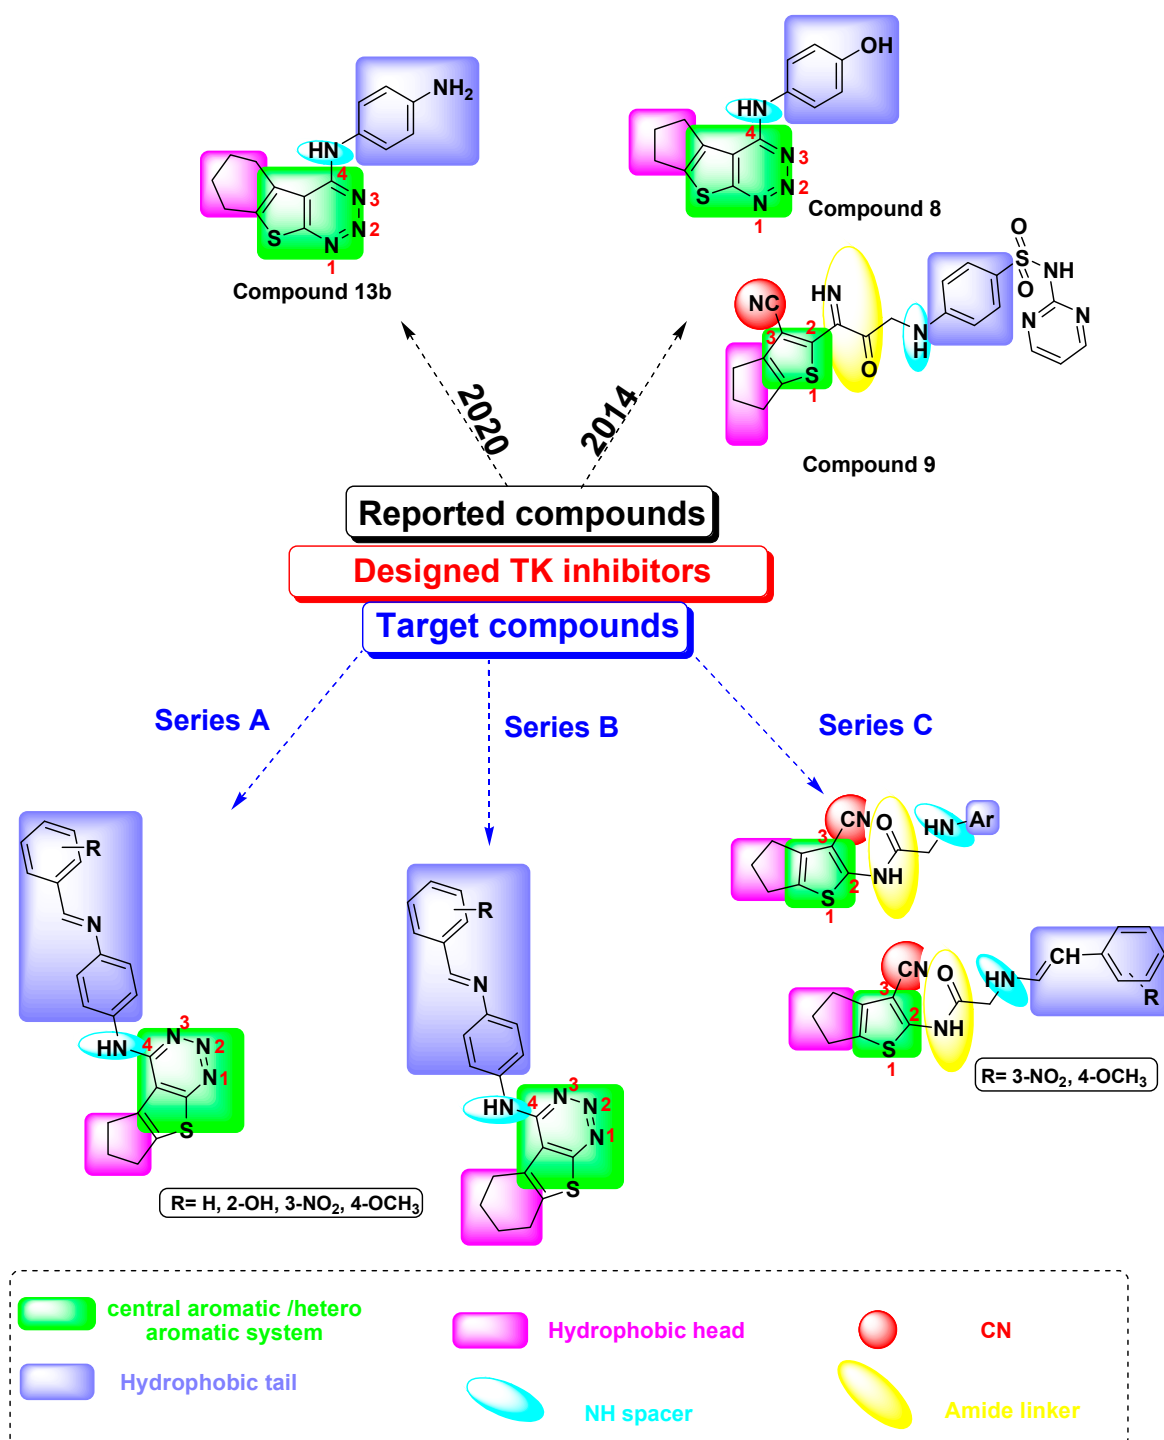 NH2
HN
4
N 3
N 2
S
N
1
Compound 13b
OH
HN
4
N 3
N 2
S
N
1
Compound 8
NC
HN
3
2
S
1
O
N
H
O
S
O
NH
N
N
Compound 9
2020
2014
Reported compounds
Designed TK inhibitors
Target compounds
Series A
Series B
Series C
R
N
HN
4
N 3
N 2
N 1
S
R= H, 2-OH, 3-NO2, 4-OCH3
R
N
HN
4
N 3
N 2
N 1
S
CN
O
HN
Ar
3
2
NH
S
1
CN
O
HN
CH
R
3
2
NH
S
1
R= 3-NO2, 4-OCH3
central aromatic /hetero
aromatic system
Hydrophobic head
CN
Hydrophobic tail
NH spacer
Amide linker